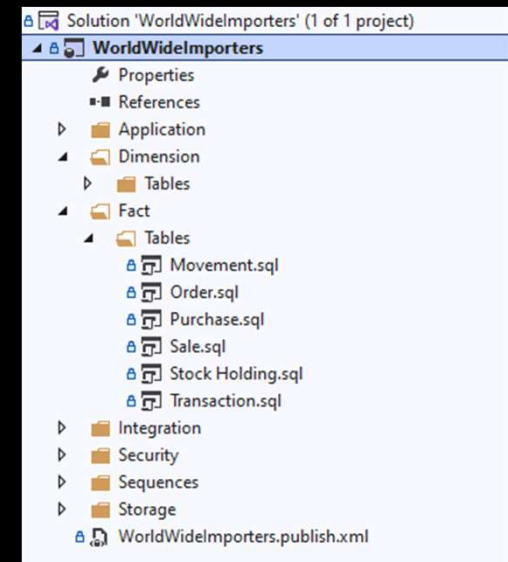 Solution 'WorldWideImporters' (1 of 1 project)
WorldWideImporters
Properties
References
Application
Dimension
Tables
Fact
Tables
Movement.sql
Order.sql
Purchase.sql
Sale.sql
Stock Holding.sql
Transaction.sql
Integration
Security
Sequences
Storage
WorldWideImporters.publish.xml